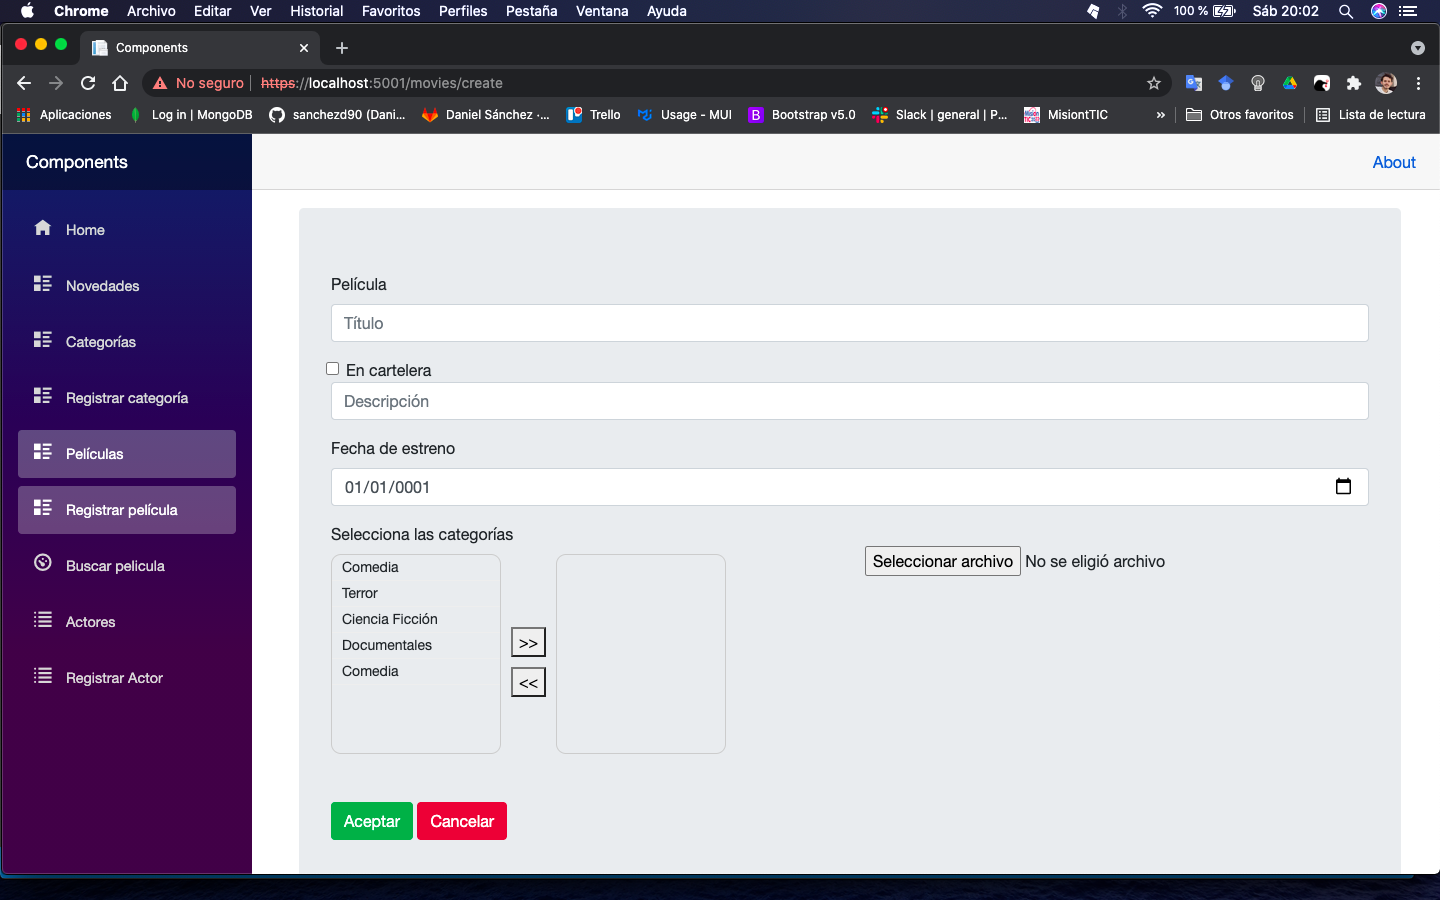 Chrome Archivo Editar Ver Historial Favoritos Perfiles Pestaña Ventana Ayuda 100 % Sáb 20:02
Components
No seguro https://localhost:5001/movies/create
Aplicaciones Log in | MongoDB sanchezd90 (Dani... Daniel Sánchez ·... Trello Usage - MUI B Bootstrap v5.0 Slack | general | P... MisiontTIC » Otros favoritos Lista de lectura
Components
About
Home
Novedades
Categorías
Registrar categoría
Películas
Registrar película
Buscar pelicula
Actores
Registrar Actor
Película
Título
En cartelera
Descripción
Fecha de estreno
01/01/0001
Selecciona las categorías
Comedia
Terror
Ciencia Ficción
Documentales
Comedia
>>
<<
Seleccionar archivo No se eligió archivo
Aceptar Cancelar